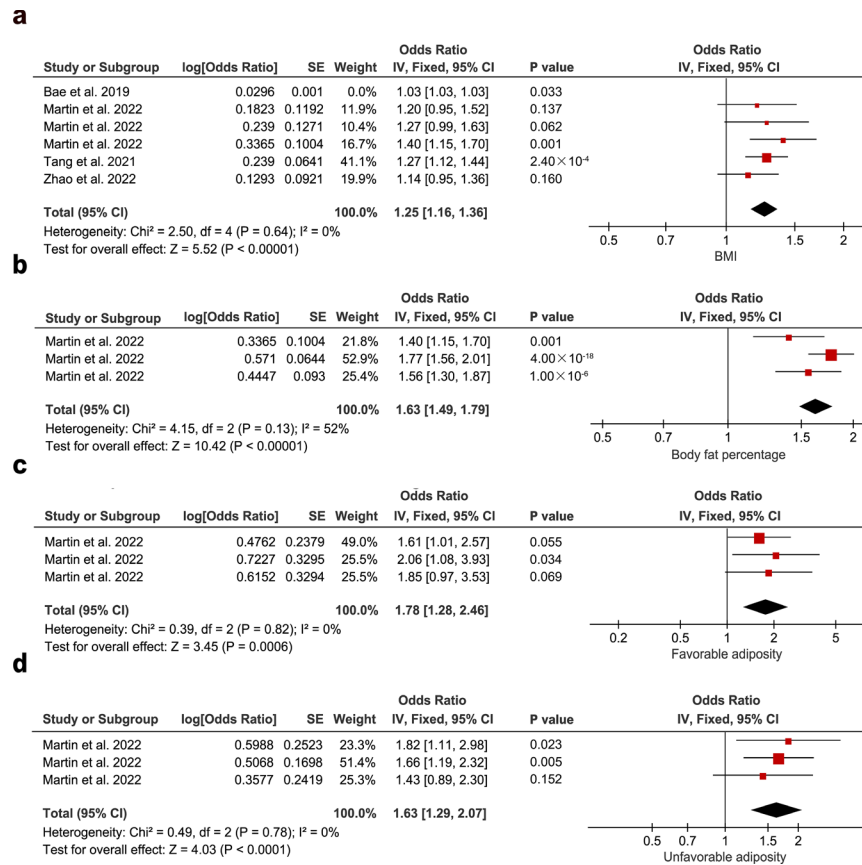 a
Odds Ratio Odds Ratio
Study or Subgroup log[Odds Ratio] SE Weight IV, Fixed, 95% CI P value IV, Fixed, 95% CI
Bae et al. 2019 0.0296 0.001 0.0% 1.03 [1.03, 1.03] 0.033
Martin et al. 2022 0.1823 0.1192 11.9% 1.20 [0.95, 1.52] 0.137
Martin et al. 2022 0.239 0.1271 10.4% 1.27 [0.99, 1.63] 0.062
Martin et al. 2022 0.3365 0.1004 16.7% 1.40 [1.15, 1.70] 0.001
Tang et al. 2021 0.239 0.0641 41.1% 1.27 [1.12, 1.44] 2.40×10⁻⁴
Zhao et al. 2022 0.1293 0.0921 19.9% 1.14 [0.95, 1.36] 0.160
Total (95% CI) 100.0% 1.25 [1.16, 1.36]
Heterogeneity: Chi² = 2.50, df = 4 (P = 0.64); I² = 0%
Test for overall effect: Z = 5.52 (P < 0.00001)
0.5 0.7 1 1.5 2
BMI
b
Odds Ratio Odds Ratio
Study or Subgroup log[Odds Ratio] SE Weight IV, Fixed, 95% CI P value IV, Fixed, 95% CI
Martin et al. 2022 0.3365 0.1004 21.8% 1.40 [1.15, 1.70] 0.001
Martin et al. 2022 0.571 0.0644 52.9% 1.77 [1.56, 2.01] 4.00×10⁻¹⁸
Martin et al. 2022 0.4447 0.093 25.4% 1.56 [1.30, 1.87] 1.00×10⁻⁶
Total (95% CI) 100.0% 1.63 [1.49, 1.79]
Heterogeneity: Chi² = 4.15, df = 2 (P = 0.13); I² = 52%
Test for overall effect: Z = 10.42 (P < 0.00001)
0.5 0.7 1 1.5 2
Body fat percentage
c
Odds Ratio Odds Ratio
Study or Subgroup log[Odds Ratio] SE Weight IV, Fixed, 95% CI P value IV, Fixed, 95% CI
Martin et al. 2022 0.4762 0.2379 49.0% 1.61 [1.01, 2.57] 0.055
Martin et al. 2022 0.7227 0.3295 25.5% 2.06 [1.08, 3.93] 0.034
Martin et al. 2022 0.6152 0.3294 25.5% 1.85 [0.97, 3.53] 0.069
Total (95% CI) 100.0% 1.78 [1.28, 2.46]
Heterogeneity: Chi² = 0.39, df = 2 (P = 0.82); I² = 0%
Test for overall effect: Z = 3.45 (P = 0.0006)
0.2 0.5 1 2 5
Favorable adiposity
d
Odds Ratio Odds Ratio
Study or Subgroup log[Odds Ratio] SE Weight IV, Fixed, 95% CI P value IV, Fixed, 95% CI
Martin et al. 2022 0.5988 0.2523 23.3% 1.82 [1.11, 2.98] 0.023
Martin et al. 2022 0.5068 0.1698 51.4% 1.66 [1.19, 2.32] 0.005
Martin et al. 2022 0.3577 0.2419 25.3% 1.43 [0.89, 2.30] 0.152
Total (95% CI) 100.0% 1.63 [1.29, 2.07]
Heterogeneity: Chi² = 0.49, df = 2 (P = 0.78); I² = 0%
Test for overall effect: Z = 4.03 (P < 0.0001)
0.5 0.7 1 1.5 2
Unfavorable adiposity